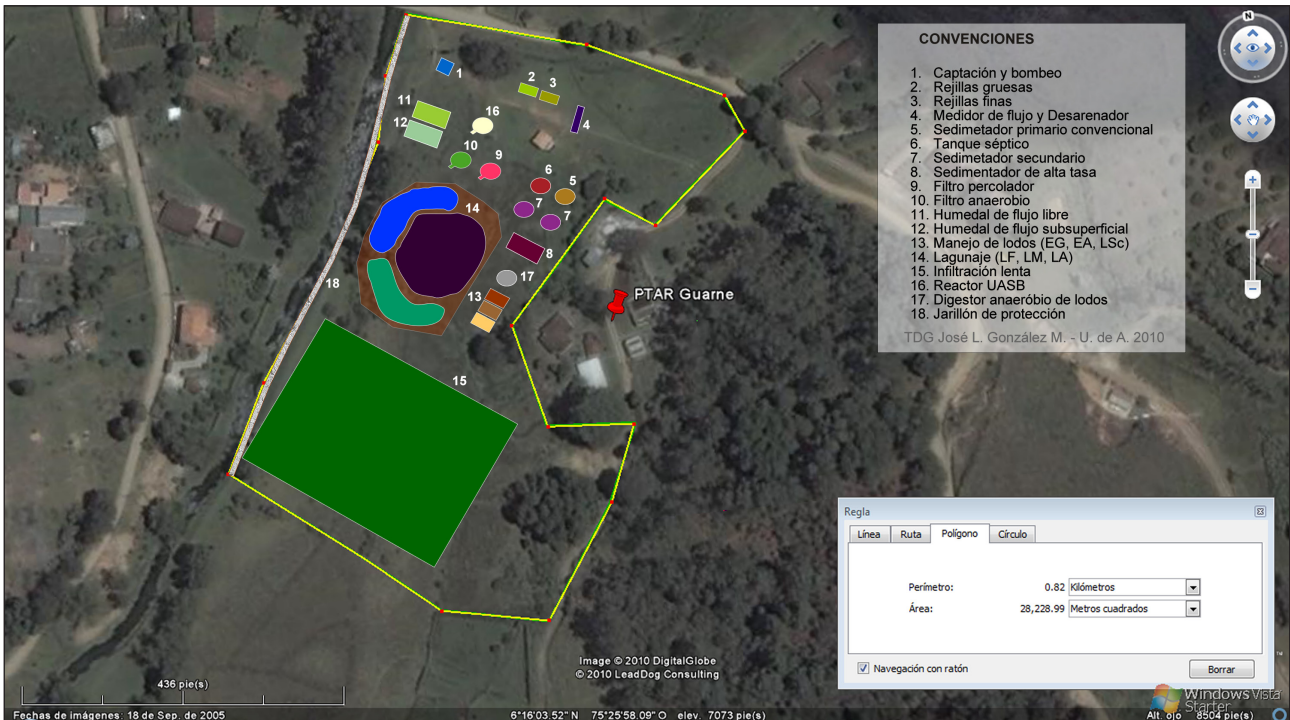 CONVENCIONES
1. Captación y bombeo
2. Rejillas gruesas
3. Rejillas finas
4. Medidor de flujo y Desarenador
5. Sedimetador primario convencional
6. Tanque séptico
7. Sedimetador secundario
8. Sedimentador de alta tasa
9. Filtro percolador
10. Filtro anaerobio
11. Humedal de flujo libre
12. Humedal de flujo subsuperficial
13. Manejo de lodos (EG, EA, LSc)
14. Lagunaje (LF, LM, LA)
15. Infiltración lenta
16. Reactor UASB
17. Digestor anaeróbio de lodos
18. Jarillón de protección
TDG José L. González M. - U. de A. 2010
N
1
2
3
11
16
4
12
10
9
6
5
7
14
7
8
17
18
13
PTAR Guarne
15
Regla
Línea Ruta Polígono Círculo
Perímetro: 0.82 Kilómetros
Área: 28,228.99 Metros cuadrados
Navegación con ratón Borrar
Image © 2010 DigitalGlobe
© 2010 LeadDog Consulting
436 pie(s)
Windows Vista
Starter
Fechas de imágenes: 18 de Sep. de 2005 6°16'03.52" N 75°25'58.09" O elev. 7073 pie(s) Alt. ojo 8504 pie(s)